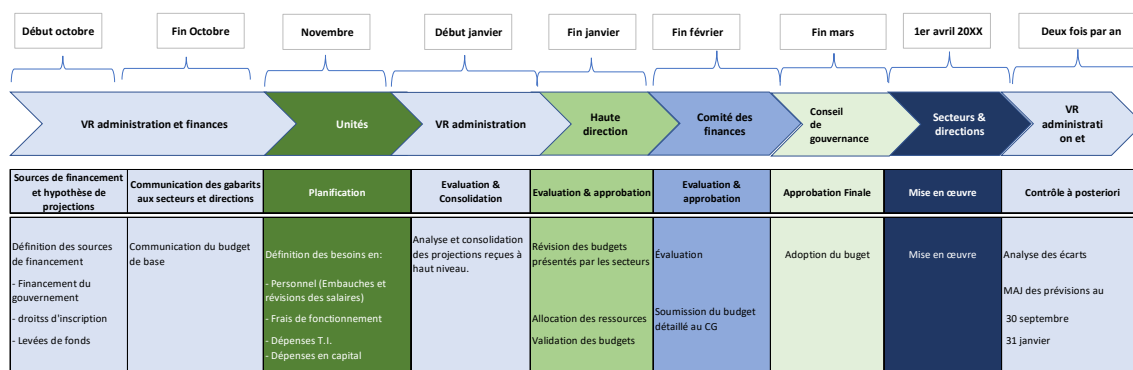 Début octobre
Fin Octobre
Novembre
Début janvier
Fin janvier
Fin février
Fin mars
1er avril 20XX
Deux fois par an
VR administration et finances
Unités
VR administration
Haute
direction
Comité des
finances
Conseil
de
gouvernance
Secteurs &
directions
VR
administrati
on et
Sources de financement
et hypothèse de
projections
Communication des gabarits
aux secteurs et directions
Planification
Evaluation &
Consolidation
Evaluation & approbation
Evaluation &
approbation
Approbation Finale
Mise en œuvre
Contrôle à posteriori
Définition des sources
de financement
- Financement du
gouvernement
- droitss d'inscription
- Levées de fonds
Communication du budget
de base
Définition des besoins en:
- Personnel (Embauches et
révisions des salaires)
- Frais de fonctionnement
- Dépenses T.I.
- Dépenses en capital
Analyse et consolidation
des projections reçues à
haut niveau.
Révision des budgets
présentés par les secteurs
Allocation des ressources
Validation des budgets
Évaluation
Soumission du budget
détaillé au CG
Adoption du buget
Mise en œuvre
Analyse des écarts
MAJ des prévisions au
30 septembre
31 janvier